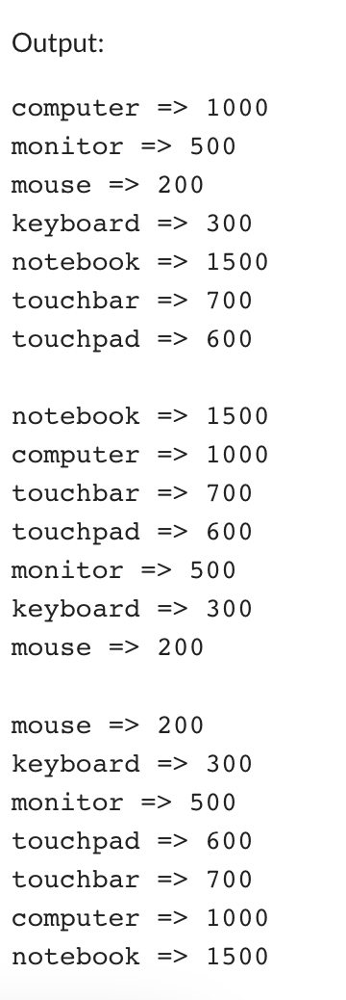 Output:
computer => 1000
monitor => 500
mouse => 200
keyboard => 300
notebook => 1500
touchbar => 700
touchpad => 600
notebook => 1500
computer => 1000
touchbar => 700
touchpad => 600
monitor => 500
keyboard => 300
mouse => 200
mouse => 200
keyboard => 300
monitor => 500
touchpad => 600
touchbar => 700
computer => 1000
notebook => 1500